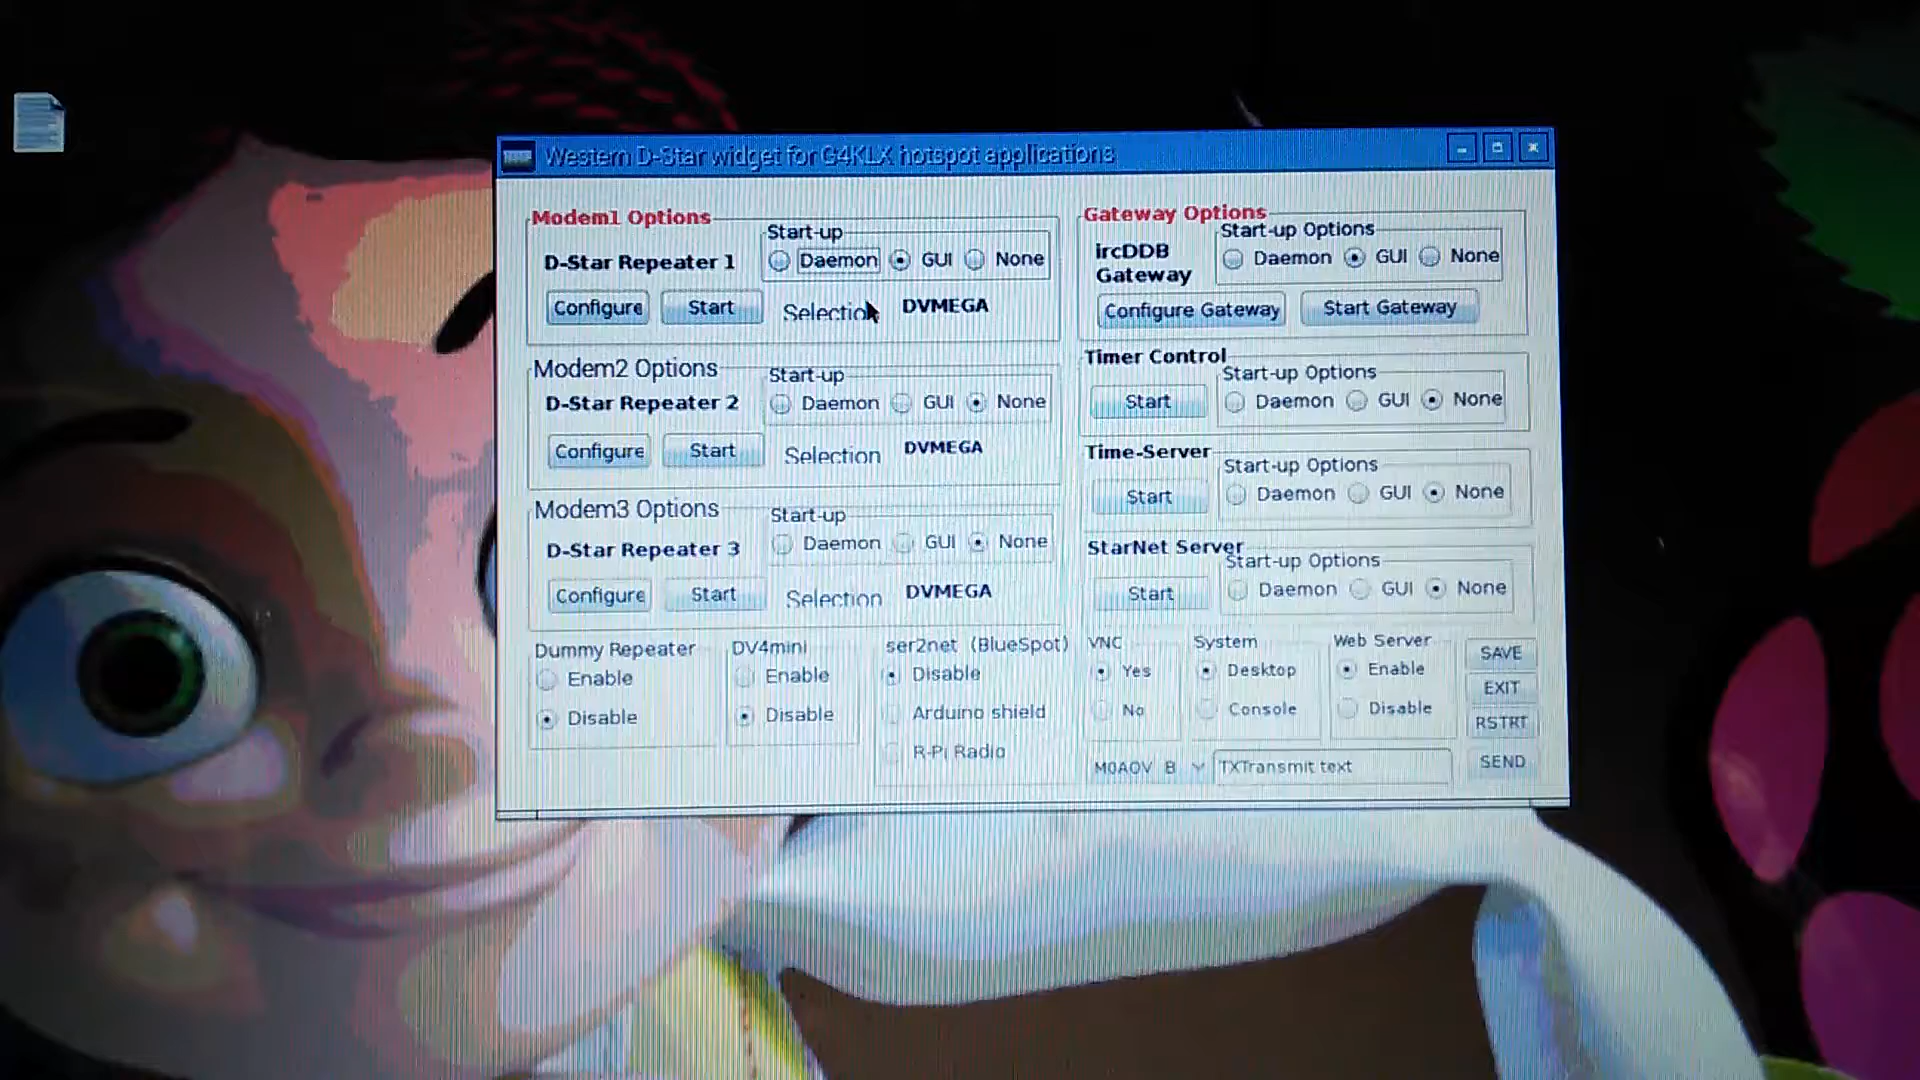 Western D-Star widget for G4KLX hotspot applications
Modem1 Options
Start-up
D-Star Repeater 1
Daemon GUI None
Configure Start Selection DVMEGA
Modem2 Options
Start-up
D-Star Repeater 2
Daemon GUI None
Configure Start Selection DVMEGA
Modem3 Options
Start-up
D-Star Repeater 3
Daemon GUI None
Configure Start Selection DVMEGA
Gateway Options
Start-up Options
ircDDB
Gateway
Daemon GUI None
Configure Gateway Start Gateway
Timer Control
Start-up Options
Start Daemon GUI None
Time-Server
Start-up Options
Start Daemon GUI None
StarNet Server
Start-up Options
Start Daemon GUI None
Dummy Repeater
Enable
Disable
DV4mini
Enable
Disable
ser2net (BlueSpot)
Disable
Arduino shield
R-Pi Radio
VNC
Yes
No
System
Desktop
Console
Web Server
Enable
Disable
M0AOV B TXTransmit text
SAVE
EXIT
RSTRT
SEND